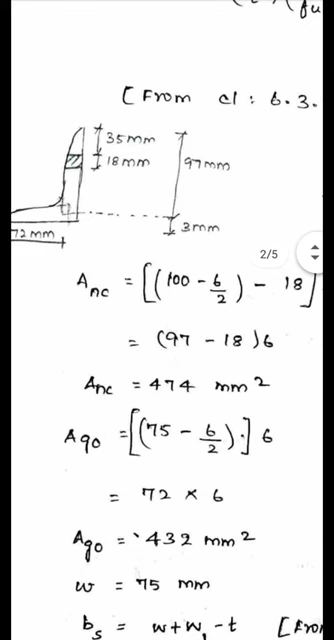 [From cl : 6.3.
35mm
18mm
97mm
72 mm
3mm
2/5
Anc = [(100 - 6/2) - 18]
= (97 - 18)6
Anc = 474 mm2
Ago = [(75 - 6/2).] 6
= 72 × 6
Ago = 432 mm2
w = 75 mm
bs = w + w1 - t [From